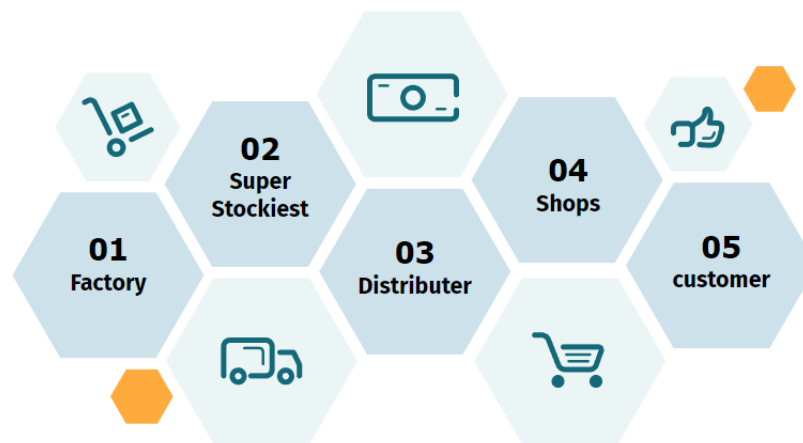 01
Factory
02
Super
Stockiest
03
Distributer
04
Shops
05
customer